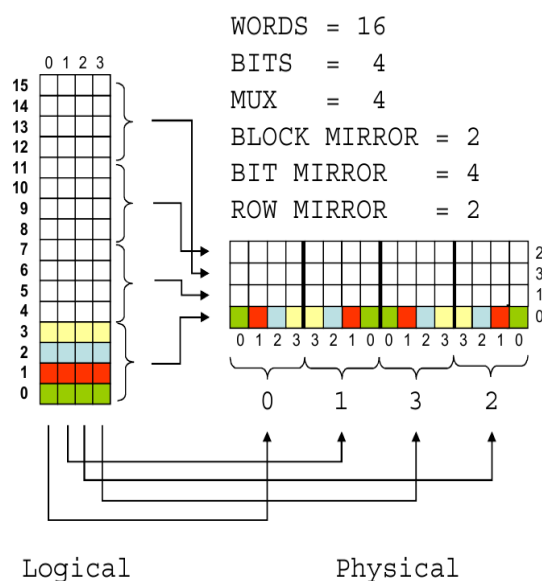 WORDS = 16
BITS = 4
MUX = 4
BLOCK MIRROR = 2
BIT MIRROR = 4
ROW MIRROR = 2
0 1 2 3
15
14
13
12
11
10
9
8
7
6
5
4
3
2
1
0
2
3
1
0
0 1 2 3 3 2 1 0 0 1 2 3 3 2 1 0
0 1 3 2
Logical Physical